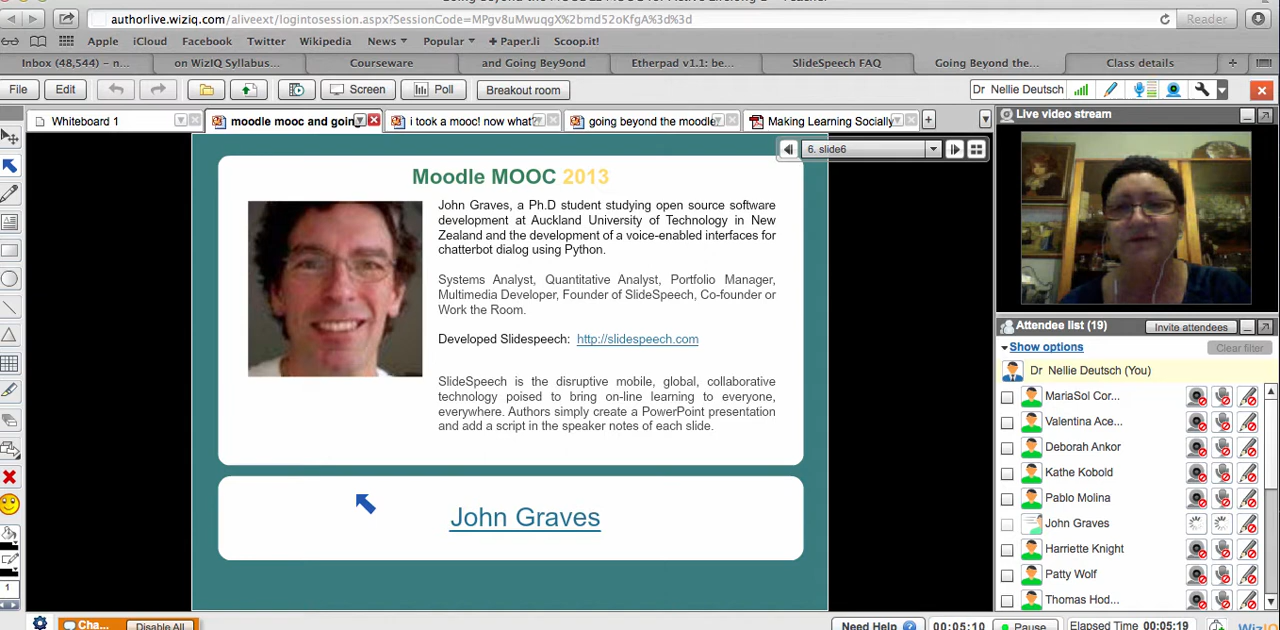 authorlive.wiziq.com/aliveext/logintosession.aspx?SessionCode=MPgv8uMwuqgX%2bmd52oKfgA%3d%3d
Reader
Apple iCloud Facebook Twitter Wikipedia News Popular + Paper.li Scoop.it!
Inbox (48,544) – n... on WizIQ Syllabus... Courseware and Going Bey9ond Etherpad v1.1: be... SlideSpeech FAQ Going Beyond the... Class details
File Edit Screen Poll Breakout room Dr Nellie Deutsch
Whiteboard 1 moodle mooc and goin i took a mooc! now what? going beyond the moodle Making Learning Socially
Live video stream
6. slide6
Moodle MOOC 2013
John Graves, a Ph.D student studying open source software
development at Auckland University of Technology in New
Zealand and the development of a voice-enabled interfaces for
chatterbot dialog using Python.
Systems Analyst, Quantitative Analyst, Portfolio Manager,
Multimedia Developer, Founder of SlideSpeech, Co-founder or
Work the Room.
Developed Slidespeech: http://slidespeech.com
SlideSpeech is the disruptive mobile, global, collaborative
technology poised to bring on-line learning to everyone,
everywhere. Authors simply create a PowerPoint presentation
and add a script in the speaker notes of each slide.
John Graves
Attendee list (19) Invite attendees
Show options Clear filter
Dr Nellie Deutsch (You)
MariaSol Cor...
Valentina Ace...
Deborah Ankor
Kathe Kobold
Pablo Molina
John Graves
Harriette Knight
Patty Wolf
Thomas Hod...
1
Cha... Disable All Need Help ? 00:05:10 Pause Elapsed Time 00:05:19 WizIQ